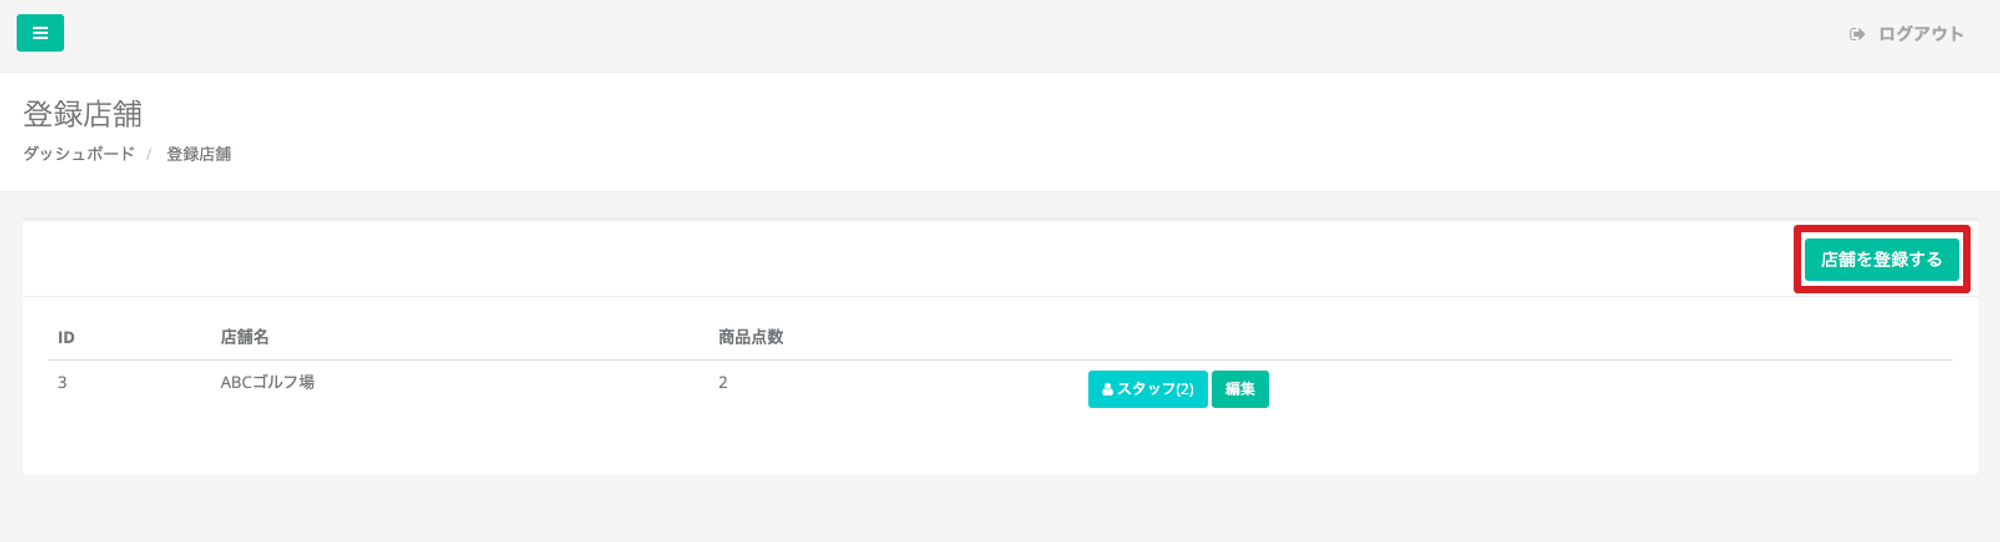 ログアウト
登録店舗
ダッシュボード / 登録店舗
店舗を登録する
ID 店舗名 商品点数
3 ABCゴルフ場 2 スタッフ(2) 編集